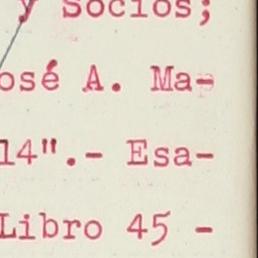 y Socios;
osé A. Ma-
14".- Esa-
Libro 45 -